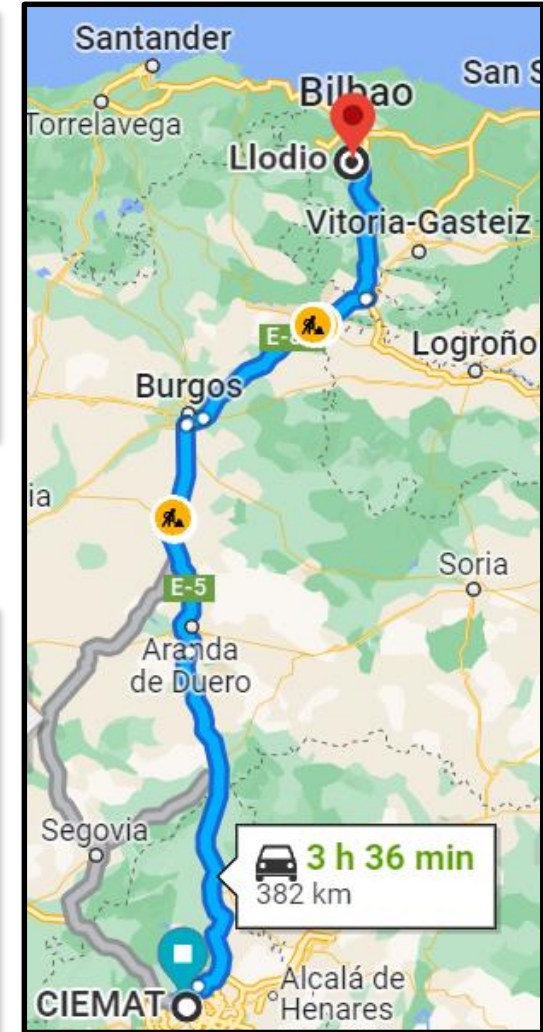 Santander
Bilbao
San S
Torrelavega
Llodio
Vitoria-Gasteiz
E-
Logroño
Burgos
ia
Soria
E-5
Aranda
de Duero
Segovia
3 h 36 min
382 km
Alcalá de
Henares
CIEMAT